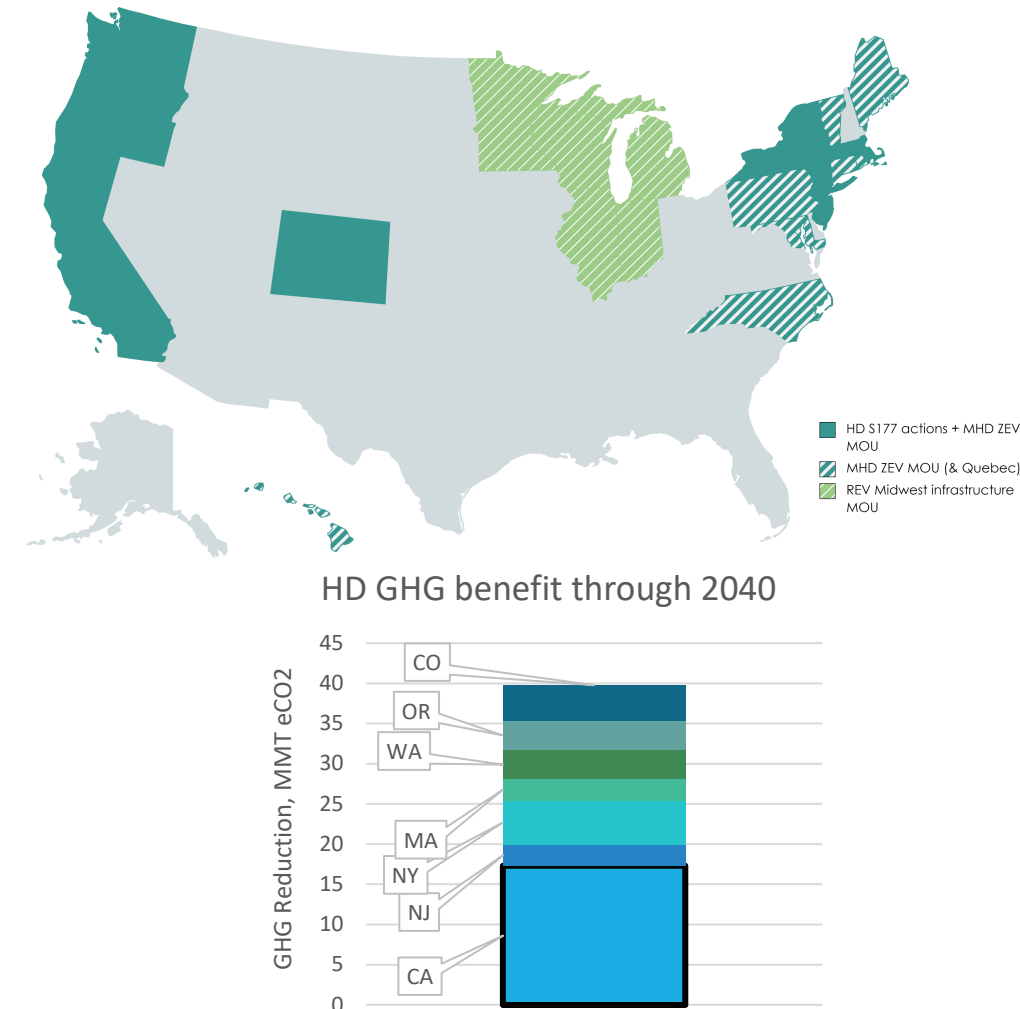 HD S177 actions + MHD ZEV
MOU
MHD ZEV MOU (& Quebec)
REV Midwest infrastructure
MOU
HD GHG benefit through 2040
GHG Reduction, MMT eCO2
45
40
35
30
25
20
15
10
5
0
CO
OR
WA
MA
NY
NJ
CA